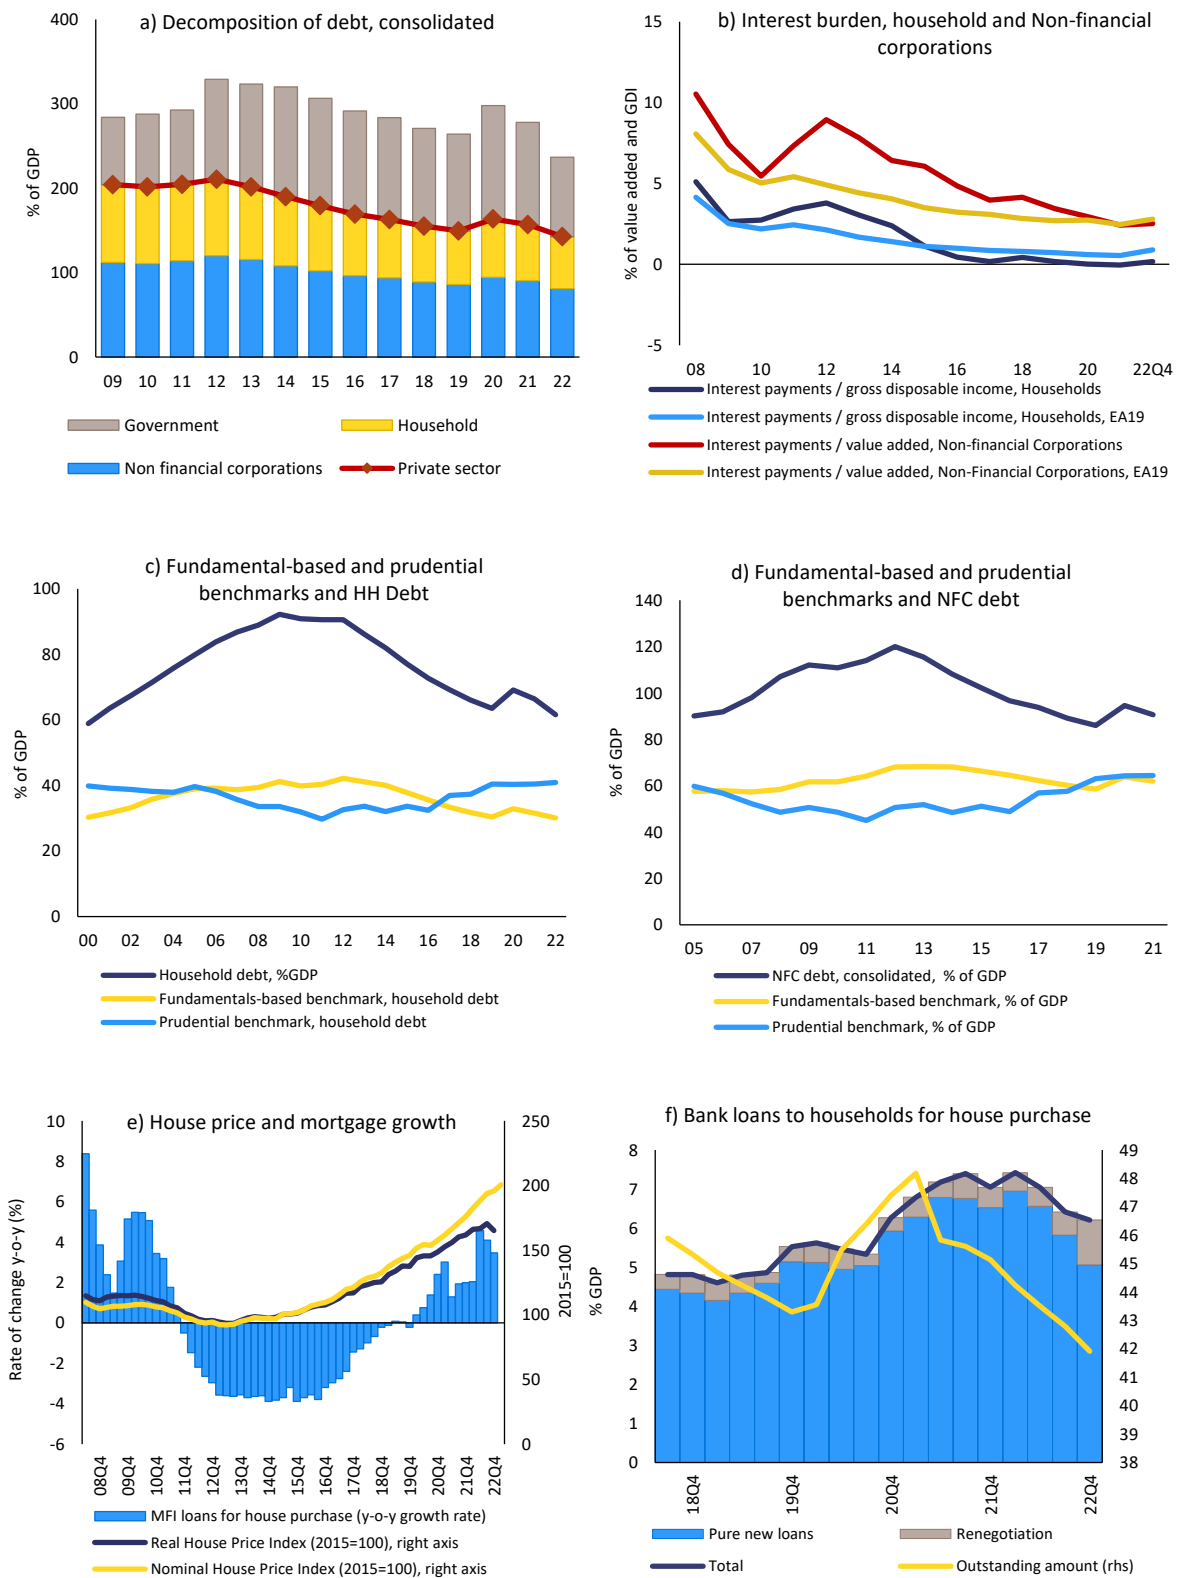 a) Decomposition of debt, consolidated
400
300
200
100
0
% of GDP
09 10 11 12 13 14 15 16 17 18 19 20 21 22
Government
Household
Non financial corporations
Private sector
b) Interest burden, household and Non-financial
corporations
15
10
5
0
-5
% of value added and GDI
08 10 12 14 16 18 20 22Q4
Interest payments / gross disposable income, Households
Interest payments / gross disposable income, Households, EA19
Interest payments / value added, Non-financial Corporations
Interest payments / value added, Non-Financial Corporations, EA19
c) Fundamental-based and prudential
benchmarks and HH Debt
100
80
60
40
20
0
% of GDP
00 02 04 06 08 10 12 14 16 18 20 22
Household debt, %GDP
Fundamentals-based benchmark, household debt
Prudential benchmark, household debt
d) Fundamental-based and prudential
benchmarks and NFC debt
140
120
100
80
60
40
20
0
% of GDP
05 07 09 11 13 15 17 19 21
NFC debt, consolidated, % of GDP
Fundamentals-based benchmark, % of GDP
Prudential benchmark, % of GDP
e) House price and mortgage growth
10
8
6
4
2
0
-2
-4
-6
Rate of change y-o-y (%)
250
200
150
100
50
0
2015=100
08Q4 09Q4 10Q4 11Q4 12Q4 13Q4 14Q4 15Q4 16Q4 17Q4 18Q4 19Q4 20Q4 21Q4 22Q4
MFI loans for house purchase (y-o-y growth rate)
Real House Price Index (2015=100), right axis
Nominal House Price Index (2015=100), right axis
f) Bank loans to households for house purchase
8
7
6
5
4
3
2
1
0
% GDP
49
48
47
46
45
44
43
42
41
40
39
38
18Q4 19Q4 20Q4 21Q4 22Q4
Pure new loans
Renegotiation
Total
Outstanding amount (rhs)